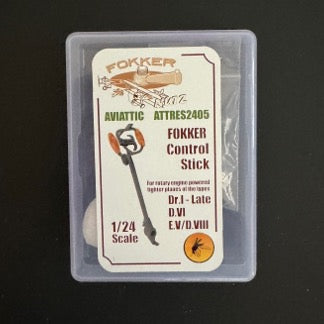 FOKKER
AVIATTIC ATTRES2405
FOKKER
Control
Stick
For rotary engine powered
fighter planes of the types
Dr.I - Late
D.VI
E.V/D.VIII
1/24
Scale